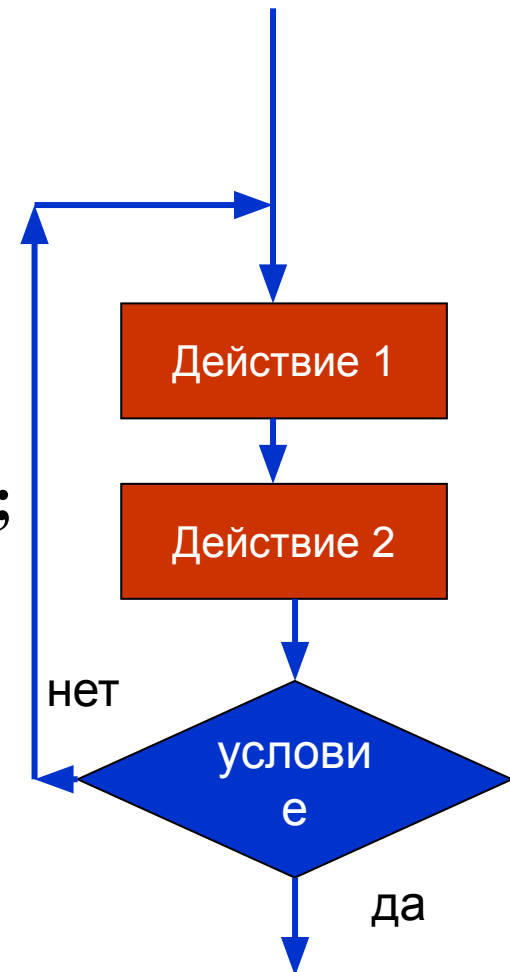 Действие 1
;
Действие 2
нет
услови
е
да